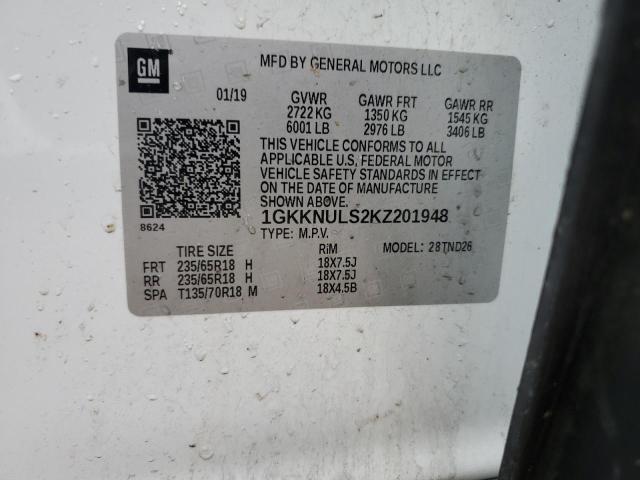 GM
MFD BY GENERAL MOTORS LLC
01/19
GVWR GAWR FRT GAWR RR
2722 KG 1350 KG 1545 KG
6001 LB 2976 LB 3406 LB
THIS VEHICLE CONFORMS TO ALL
APPLICABLE U.S. FEDERAL MOTOR
VEHICLE SAFETY STANDARDS IN EFFECT
ON THE DATE OF MANUFACTURE
SHOWN ABOVE.
1GKKNULS2KZ201948
8624
TYPE: M.P.V. MODEL: 28TND26
TIRE SIZE RIM
FRT 235/65R18 H 18X7.5J
RR 235/65R18 H 18X7.5J
SPA T135/70R18 M 18X4.5B